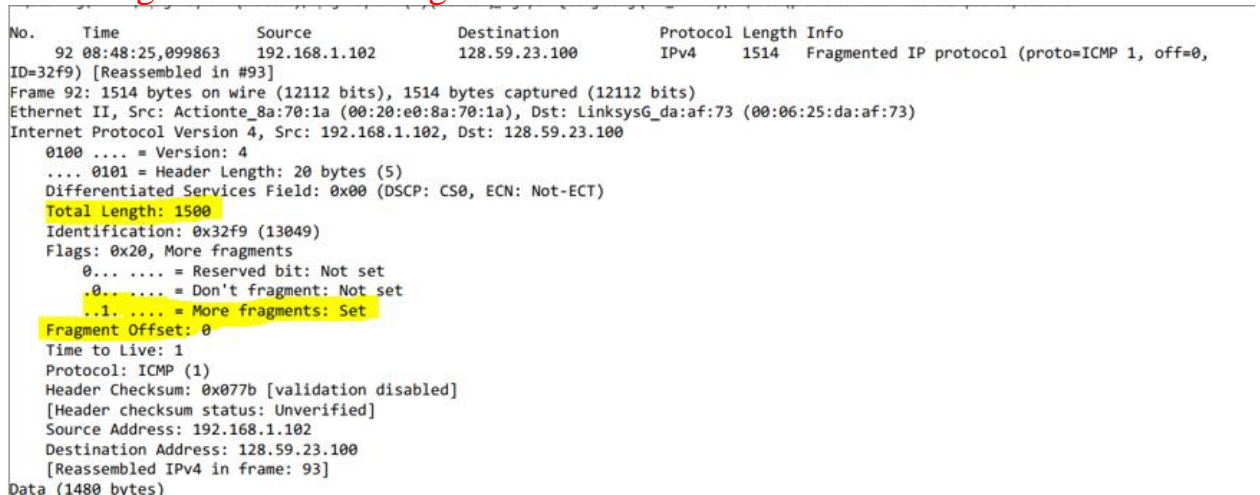 No. Time Source Destination Protocol Length Info
92 08:48:25,099863 192.168.1.102 128.59.23.100 IPv4 1514 Fragmented IP protocol (proto=ICMP 1, off=0,
ID=32f9) [Reassembled in #93]
Frame 92: 1514 bytes on wire (12112 bits), 1514 bytes captured (12112 bits)
Ethernet II, Src: Actionte_8a:70:1a (00:20:e0:8a:70:1a), Dst: LinksysG_da:af:73 (00:06:25:da:af:73)
Internet Protocol Version 4, Src: 192.168.1.102, Dst: 128.59.23.100
0100 .... = Version: 4
.... 0101 = Header Length: 20 bytes (5)
Differentiated Services Field: 0x00 (DSCP: CS0, ECN: Not-ECT)
Total Length: 1500
Identification: 0x32f9 (13049)
Flags: 0x20, More fragments
0... .... = Reserved bit: Not set
.0.. .... = Don't fragment: Not set
..1. .... = More fragments: Set
Fragment Offset: 0
Time to Live: 1
Protocol: ICMP (1)
Header Checksum: 0x077b [validation disabled]
[Header checksum status: Unverified]
Source Address: 192.168.1.102
Destination Address: 128.59.23.100
[Reassembled IPv4 in frame: 93]
Data (1480 bytes)